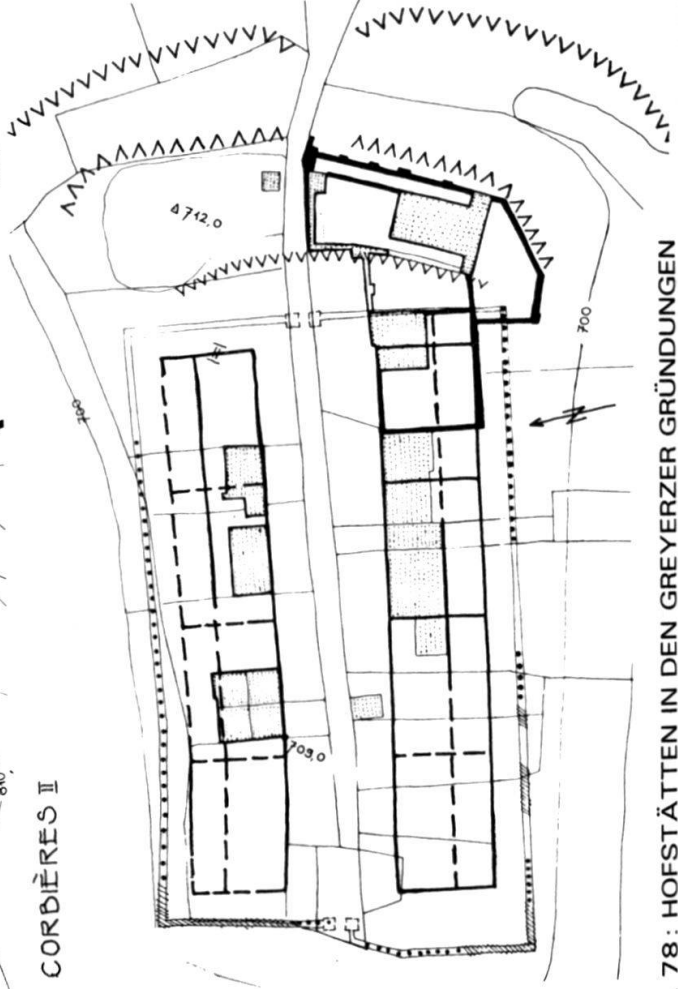 CORBIÈRES II
△712,0
700
700
709,0
78: HOFSTÄTTEN IN DEN GREYERZER GRÜNDUNGEN